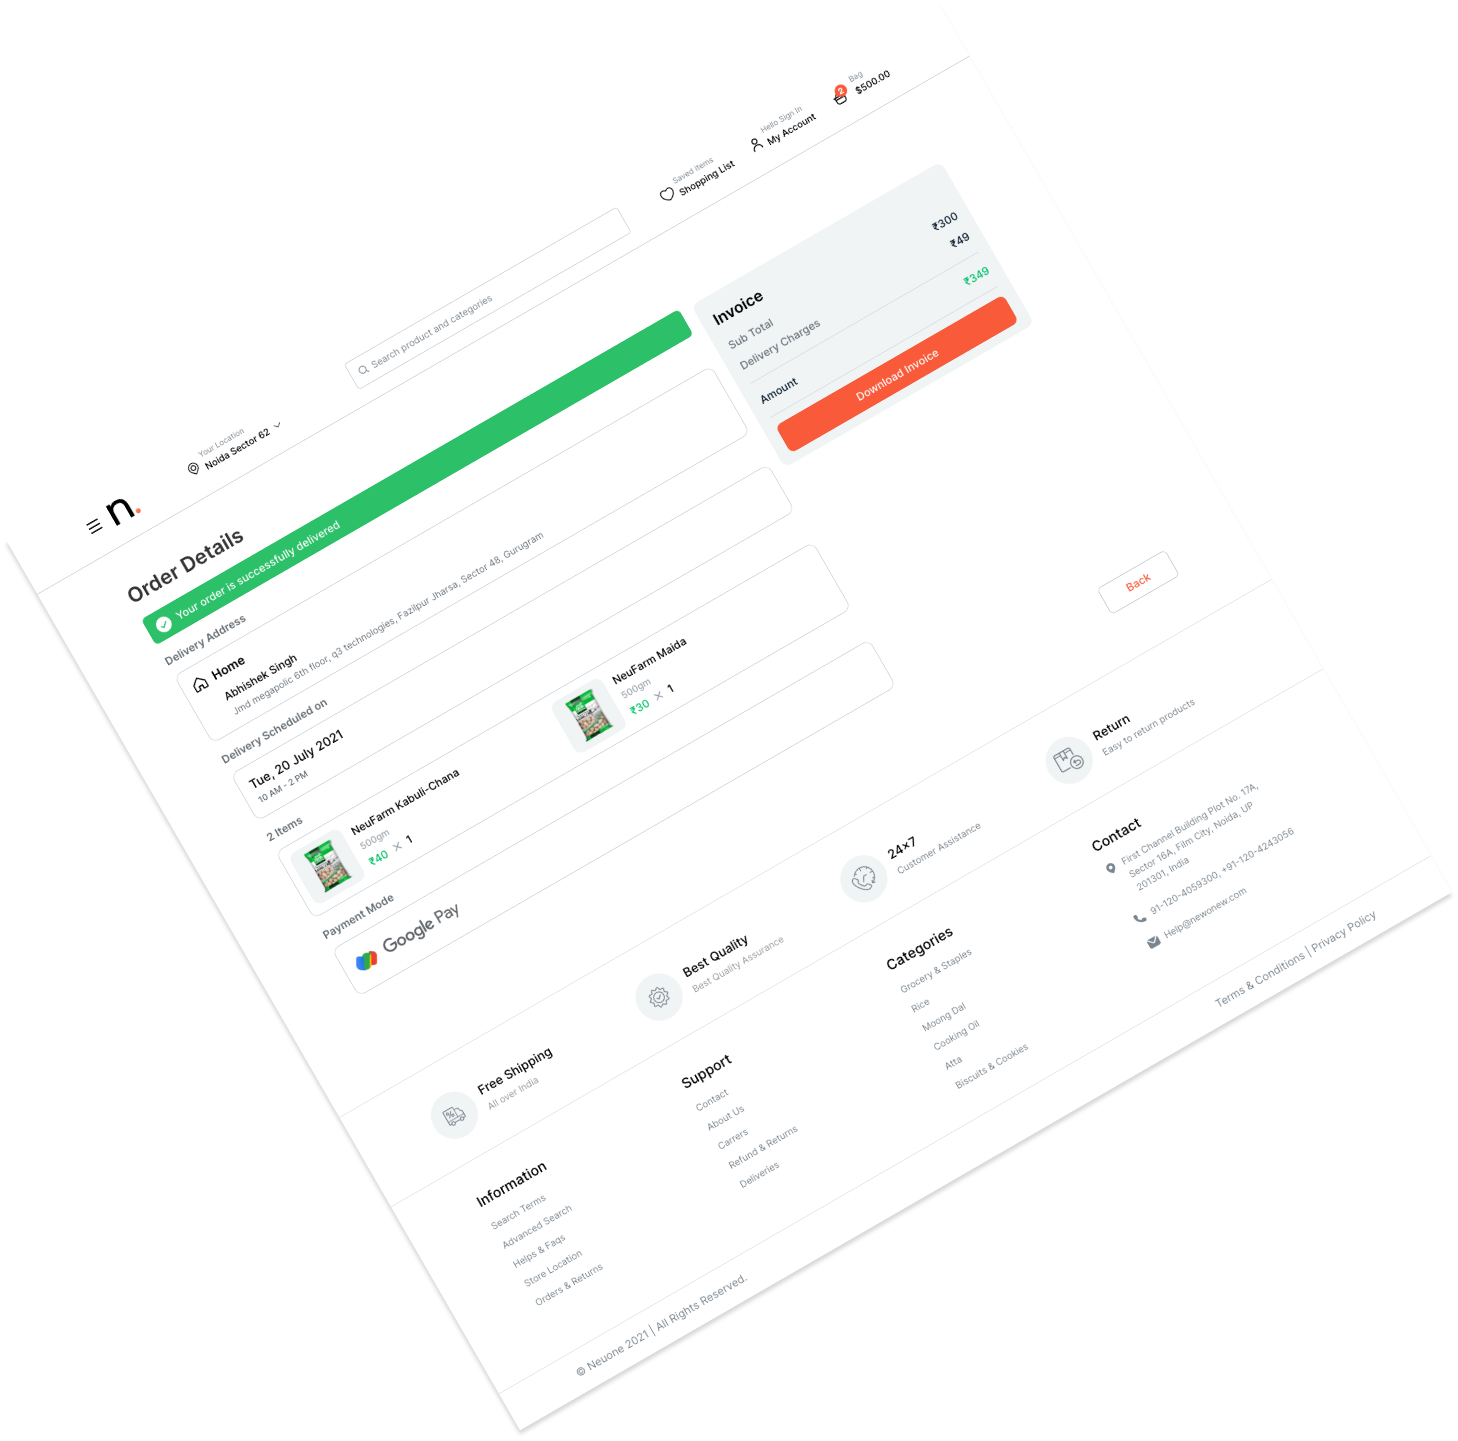 n.
Your Location
Noida Sector 62
Search product and categories
Saved Items
Shopping List
Hello Sign In
My Account
2
Bag
$500.00
Order Details
Your order is successfully delivered
Delivery Address
Home
Abhishek Singh
Jmd megapolic 6th floor, q3 technologies, Fazilpur Jharsa, Sector 48, Gurugram
Delivery Scheduled on
Tue, 20 July 2021
10 AM - 2 PM
2 Items
NeuFarm Kabuli-Chana
500gm
₹40 × 1
NeuFarm Maida
500gm
₹30 × 1
Payment Mode
Google Pay
Invoice
Sub Total ₹300
Delivery Charges ₹49
Amount ₹349
Download Invoice
Back
Free Shipping
All over India
Best Quality
Best Quality Assurance
24×7
Customer Assistance
Return
Easy to return products
Information
Search Terms
Advanced Search
Helps & Faqs
Store Location
Orders & Returns
Support
Contact
About Us
Carrers
Refund & Returns
Deliveries
Categories
Grocery & Staples
Rice
Moong Dal
Cooking Oil
Atta
Biscuits & Cookies
Contact
First Channel Building Plot No. 17A,
Sector 16A, Film City, Noida, UP
201301, India
91-120-4059300, +91-120-4243056
Help@newonew.com
© Neuone 2021 | All Rights Reserved.
Terms & Conditions | Privacy Policy